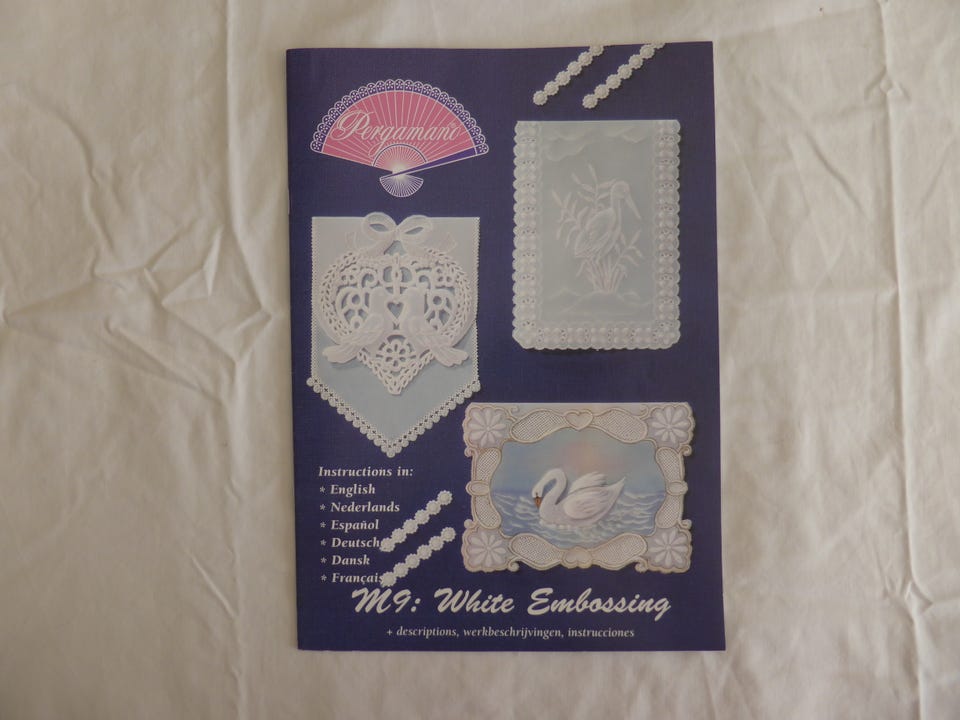 Pergamano
Instructions in:
* English
* Nederlands
* Español
* Deutsch
* Dansk
* Français
M9: White Embossing
+ descriptions, werkbeschrijvingen, instrucciones